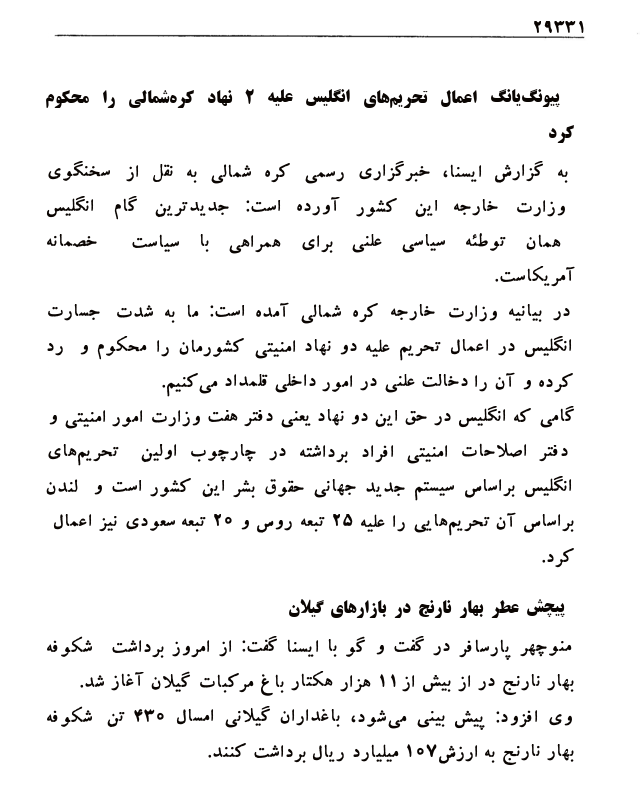 ۲۹۳۳۱
پیونگ‌یانگ اعمال تحریم‌های انگلیس علیه ۲ نهاد کره‌شمالی را محکوم
کرد
به گزارش ایسنا، خبرگزاری رسمی کره شمالی به نقل از سخنگوی
وزارت خارجه این کشور آورده است: جدیدترین گام انگلیس
همان توطئه سیاسی علنی برای همراهی با سیاست خصمانه
آمریکاست.
در بیانیه وزارت خارجه کره شمالی آمده است: ما به شدت جسارت
انگلیس در اعمال تحریم علیه دو نهاد امنیتی کشورمان را محکوم و رد
کرده و آن را دخالت علنی در امور داخلی قلمداد می‌کنیم.
گامی که انگلیس در حق این دو نهاد یعنی دفتر هفت وزارت امور امنیتی و
دفتر اصلاحات امنیتی افراد برداشته در چارچوب اولین تحریم‌های
انگلیس براساس سیستم جدید جهانی حقوق بشر این کشور است و لندن
براساس آن تحریم‌هایی را علیه ۲۵ تبعه روس و ۲۰ تبعه سعودی نیز اعمال
کرد.
پیچش عطر بهار نارنج در بازارهای گیلان
منوچهر پارسافر در گفت و گو با ایسنا گفت: از امروز برداشت شکوفه
بهار نارنج در از بیش از ۱۱ هزار هکتار باغ مرکبات گیلان آغاز شد.
وی افزود: پیش بینی می‌شود، باغداران گیلانی امسال ۴۳۰ تن شکوفه
بهار نارنج به ارزش۱۰۷ میلیارد ریال برداشت کنند.